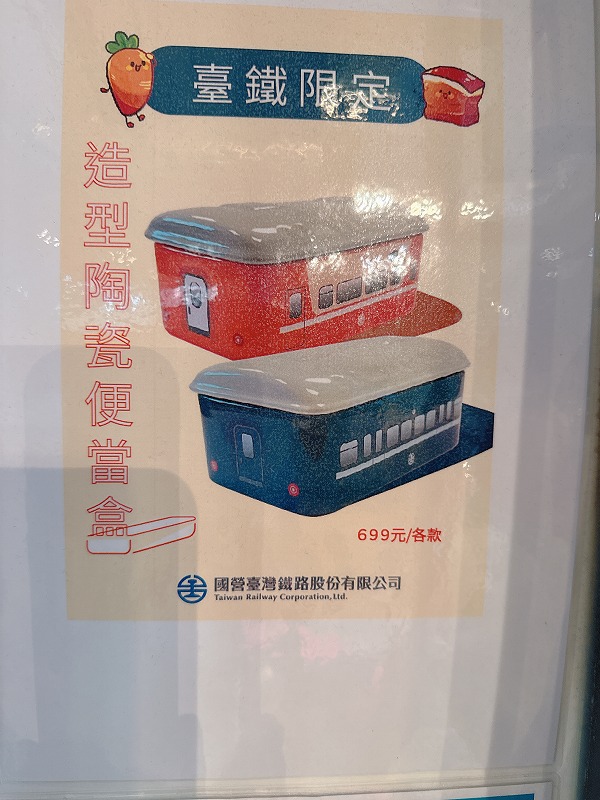 臺鐵限定
造型陶瓷便當盒
699元/各款
國營臺灣鐵路股份有限公司
Taiwan Railway Corporation, Ltd.